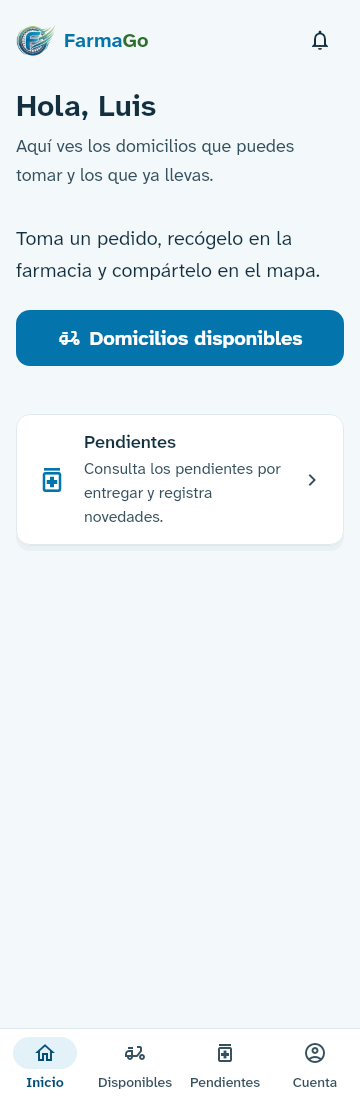 FarmaGo
Hola, Luis
Aquí ves los domicilios que puedes
tomar y los que ya llevas.
Toma un pedido, recógelo en la
farmacia y compártelo en el mapa.
Domicilios disponibles
Pendientes
Consulta los pendientes por
entregar y registra
novedades.
Inicio
Disponibles
Pendientes
Cuenta